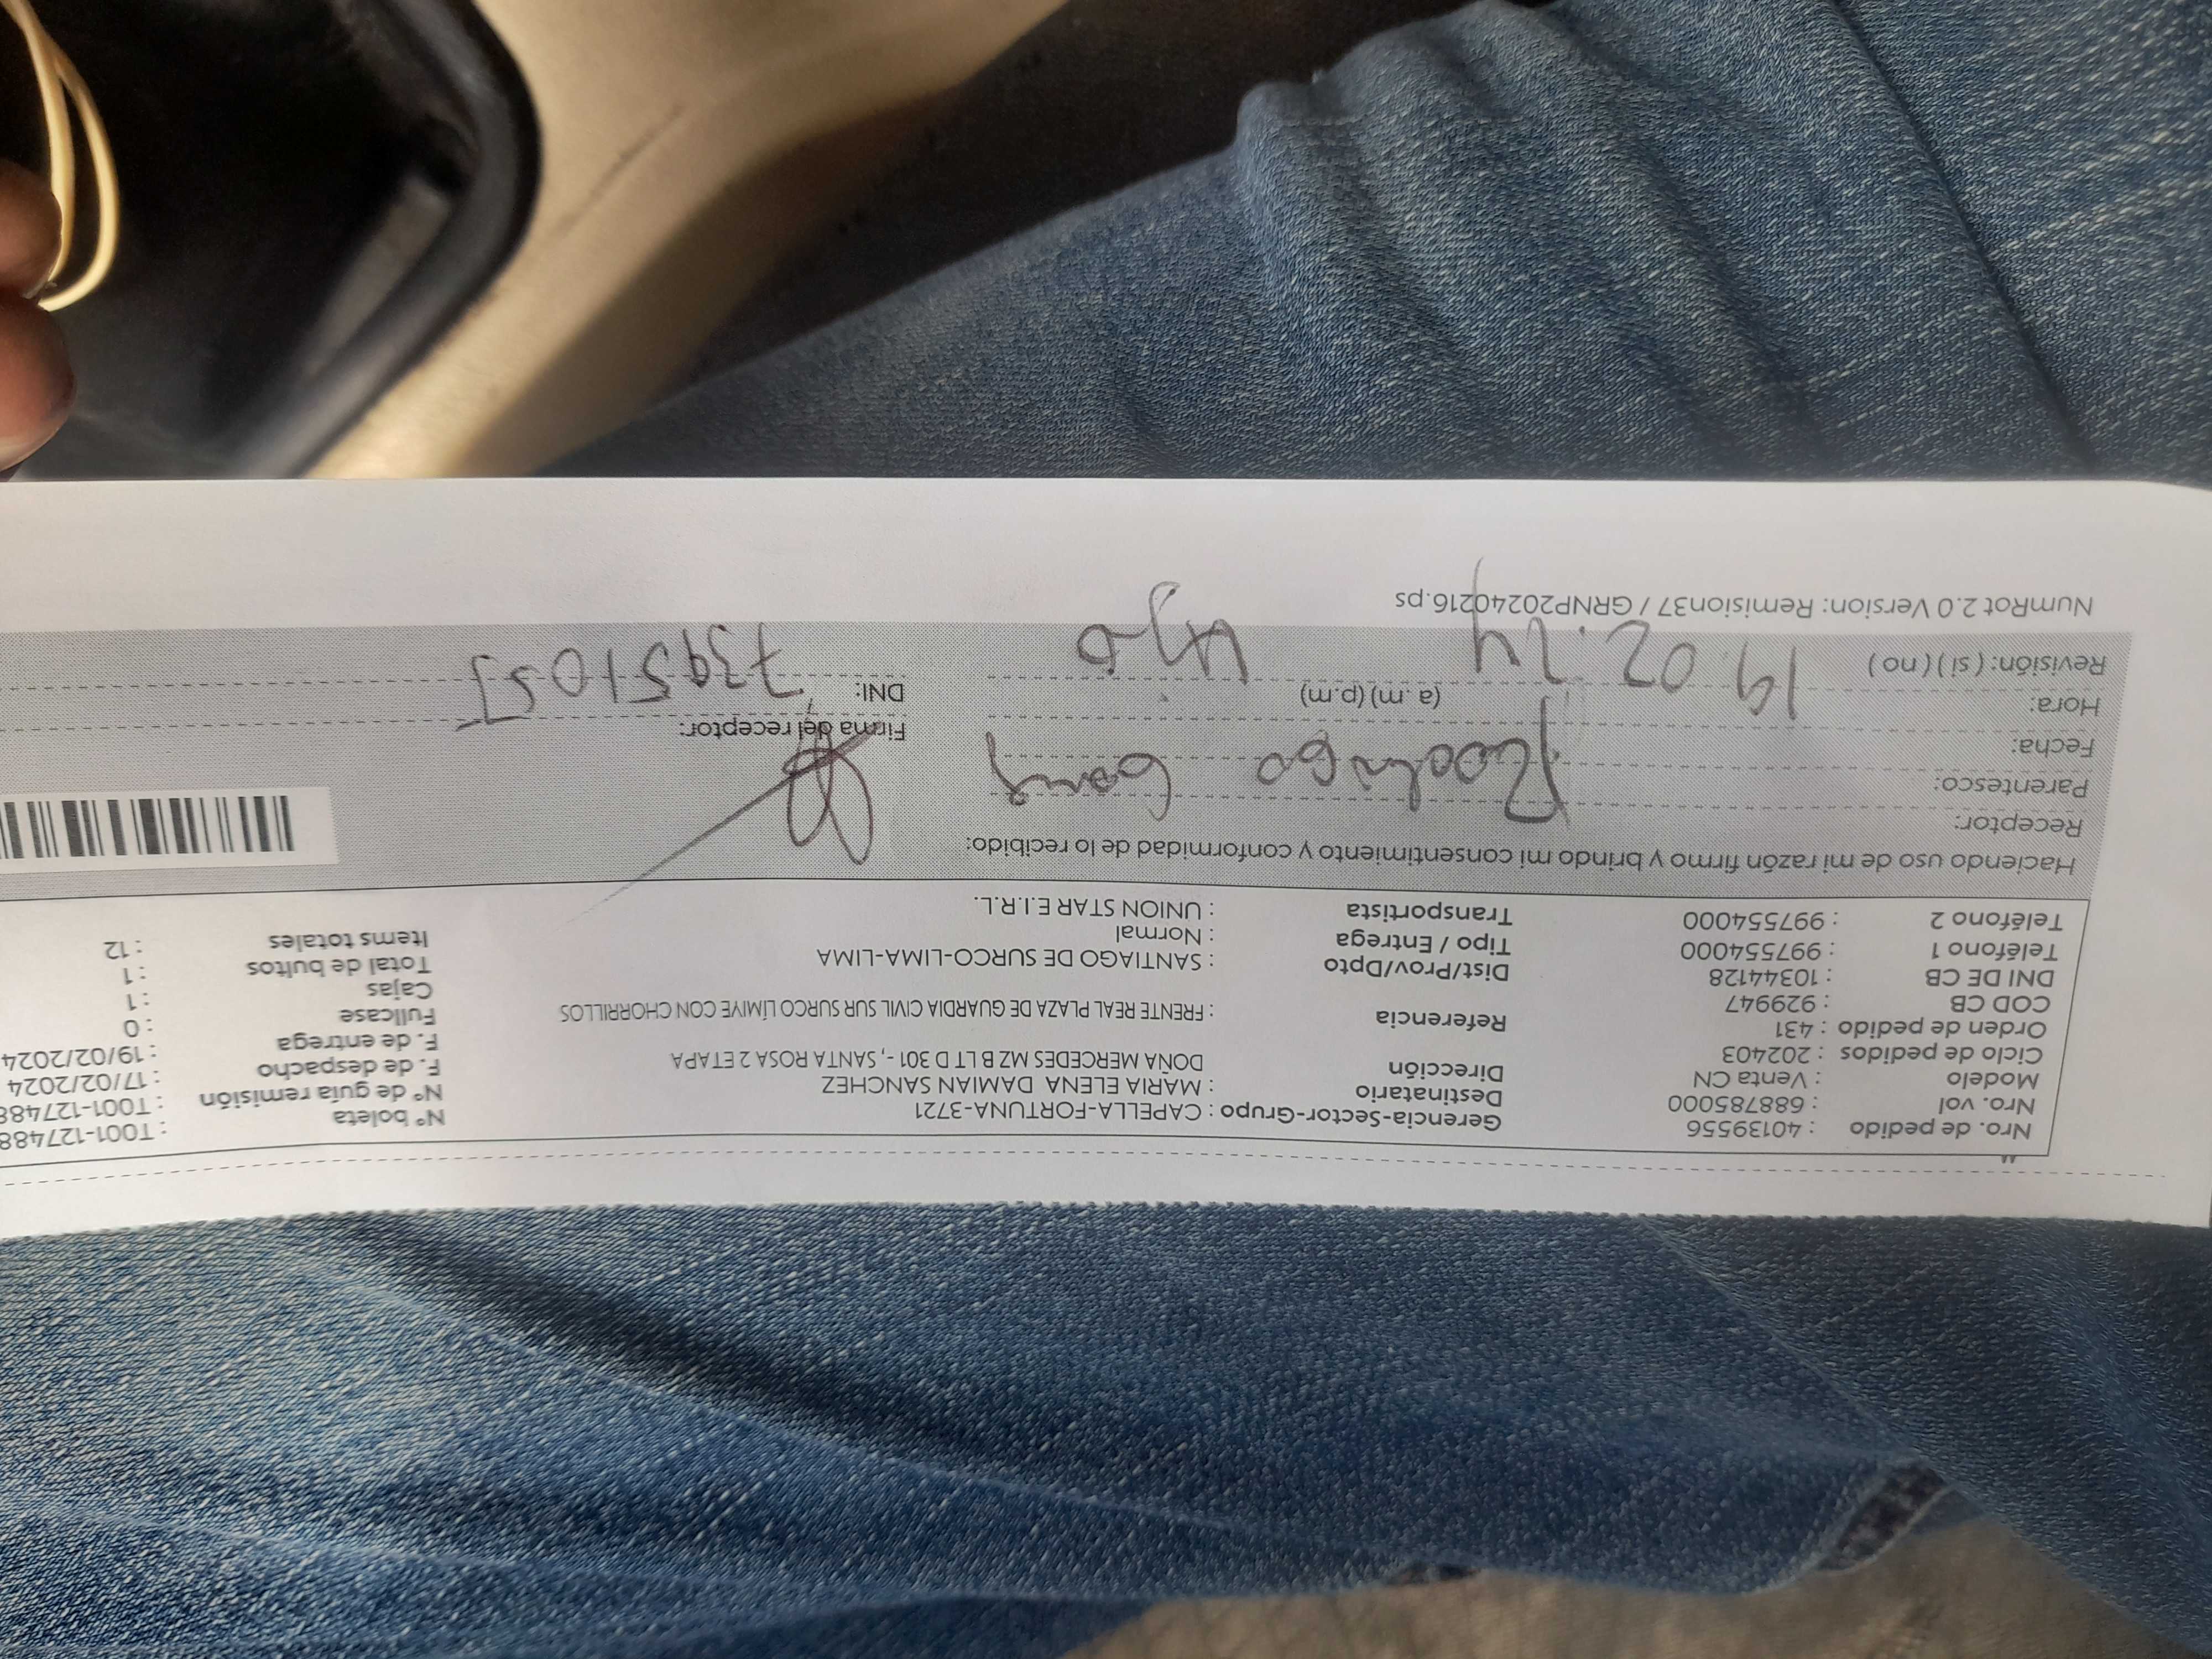 Nro. de pedido : 40139556
Nro. vol : 688785000
Modelo : Venta CN
Ciclo de pedidos : 202403
Orden de pedido : 431
COD CB : 929947
DNI DE CB : 10344128
Teléfono 1 : 997554000
Teléfono 2 : 997554000
Gerencia-Sector-Grupo : CAPELLA-FORTUNA-3721
Destinatario : MARIA ELENA DAMIAN SANCHEZ
Dirección DOÑA MERCEDES MZ B LT D 301 -, SANTA ROSA 2 ETAPA
Referencia : FRENTE REAL PLAZA DE GUARDIA CIVIL SUR SURCO LÍMIYE CON CHORRILLOS
Dist/Prov/Dpto : SANTIAGO DE SURCO-LIMA-LIMA
Tipo / Entrega : Normal
Transportista : UNION STAR E.I.R.L.
Nº boleta : T001-127488
Nº de guía remisión : T001-127488
F. de despacho : 17/02/2024
F. de entrega : 19/02/2024
Fullcase : 0
Cajas : 1
Total de bultos : 1
Items totales : 12
Haciendo uso de mi razón firmo y brindo mi consentimiento y conformidad de lo recibido:
Receptor:
Parentesco: Rodrigo
Fecha:
Hora: (a.m) (p.m)
Revisión: ( si ) ( no ) 19.02.24
Firma del receptor:
DNI: 73951055
NumRot 2.0 Version: Remision37 / GRNP20240216.ps